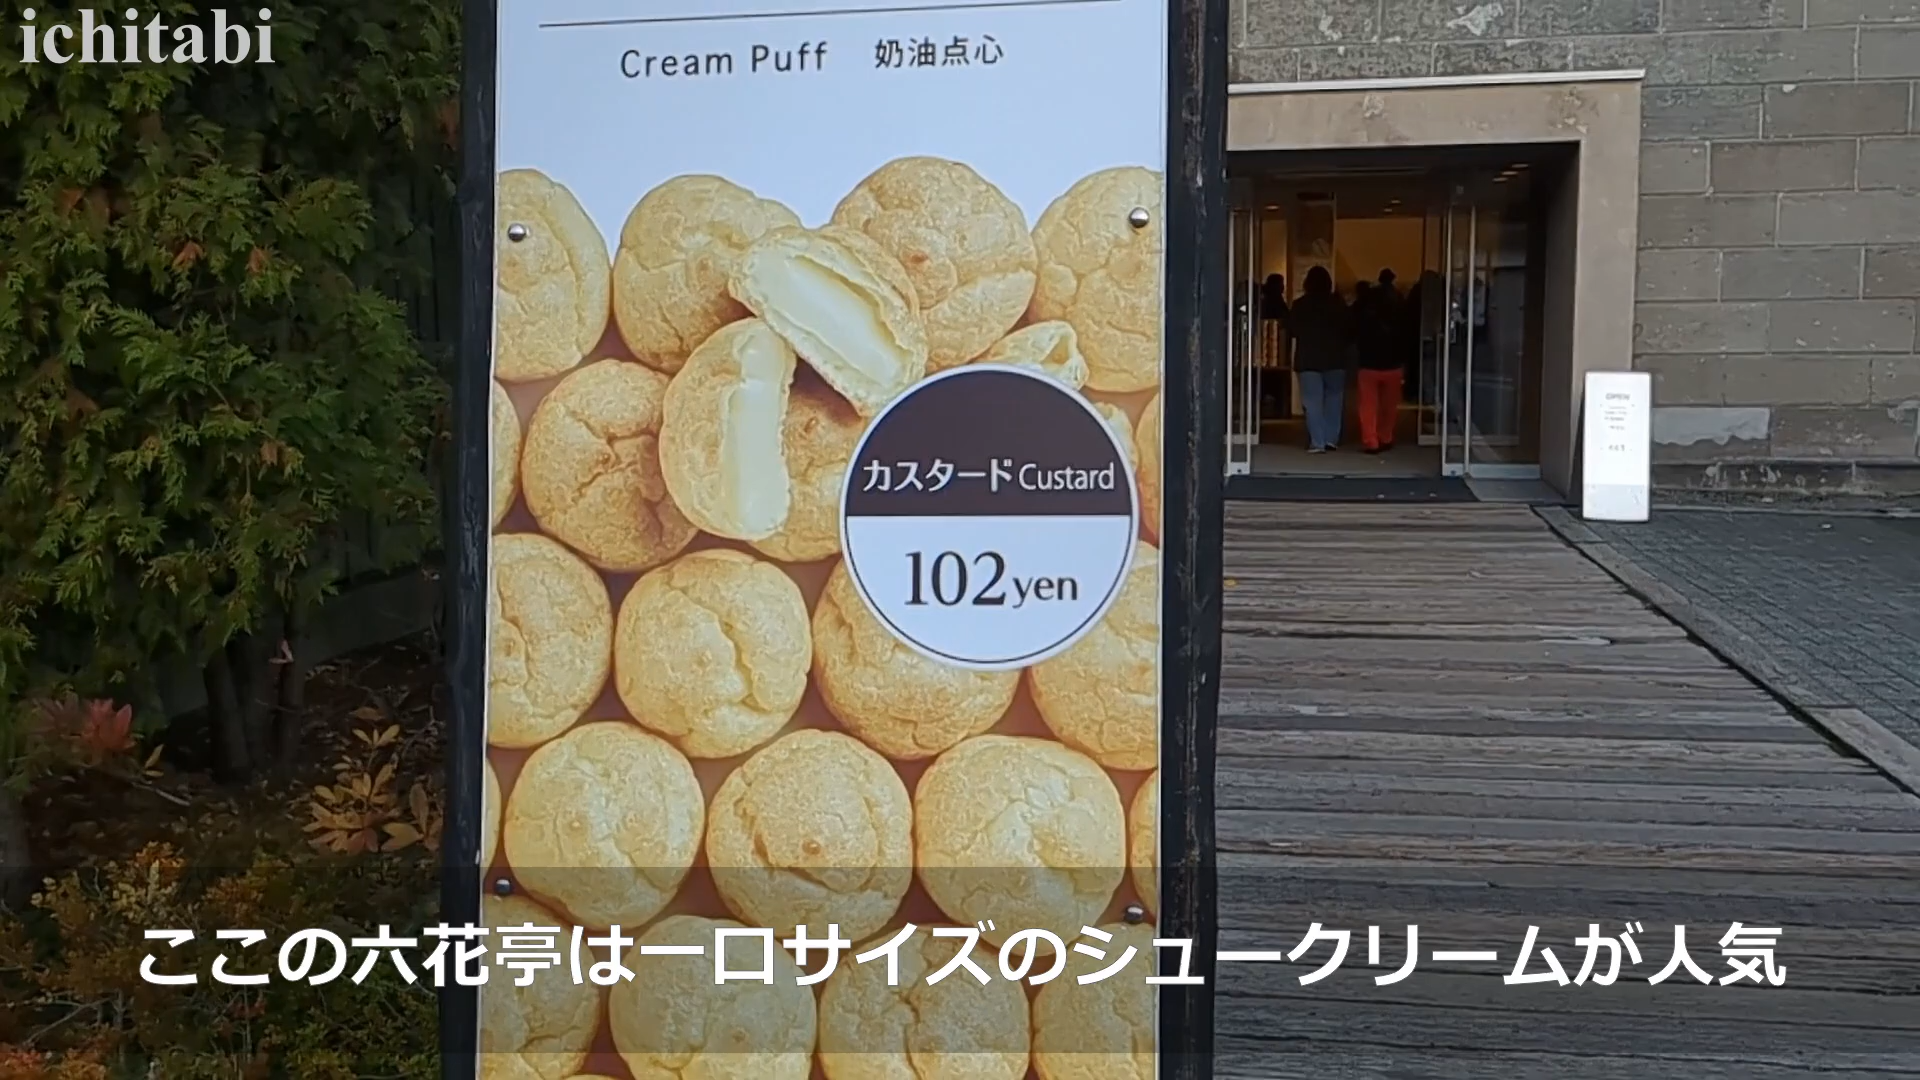 ichitabi
Cream Puff 奶油点心
カスタード Custard
102yen
OPEN
ここの六花亭は一口サイズのシュークリームが人気